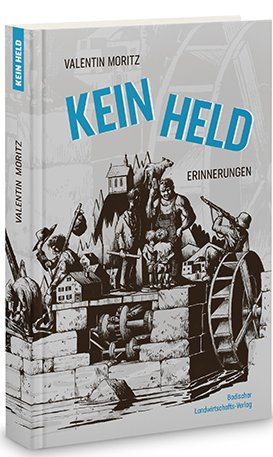 VALENTIN MORITZ
KEIN HELD
ERINNERUNGEN
Badischer
Landwirtschafts-Verlag
KEIN HELD
VALENTIN MORITZ